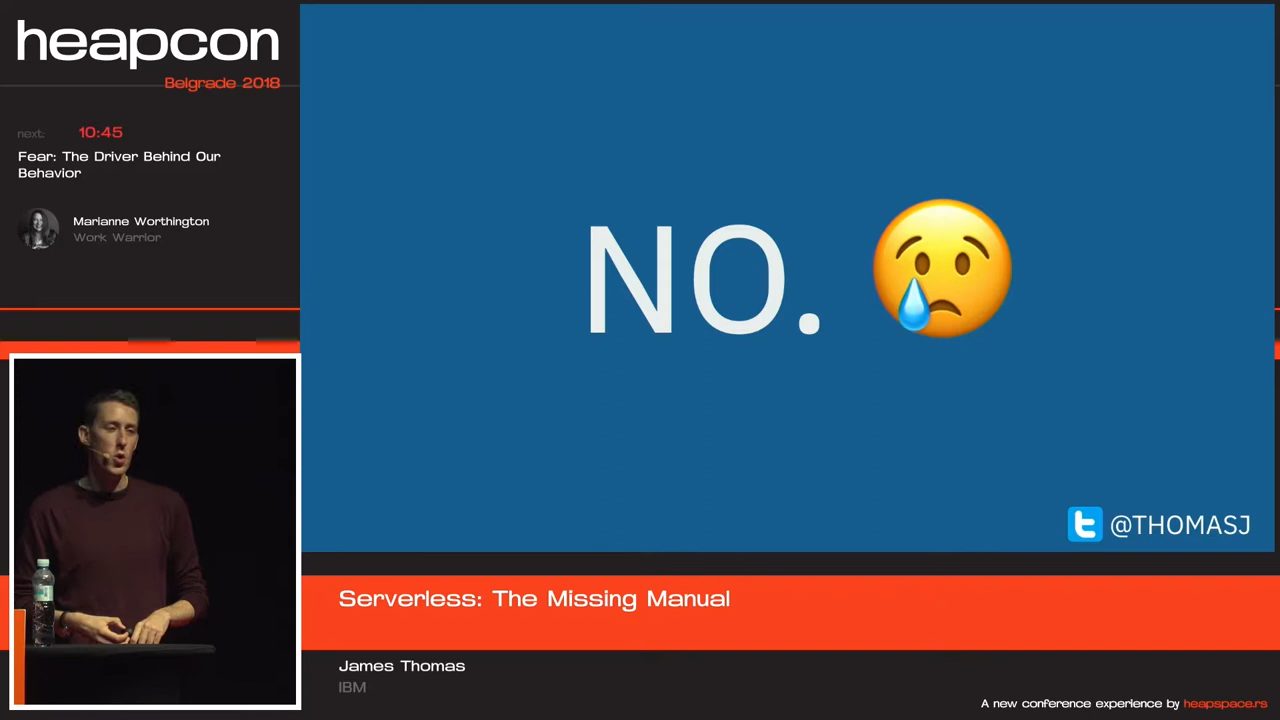 heapcon
Belgrade 2018
next: 10:45
Fear: The Driver Behind Our
Behavior
Marianne Worthington
Work Warrior
NO.
@THOMASJ
Serverless: The Missing Manual
James Thomas
IBM
A new conference experience by heapspace.rs